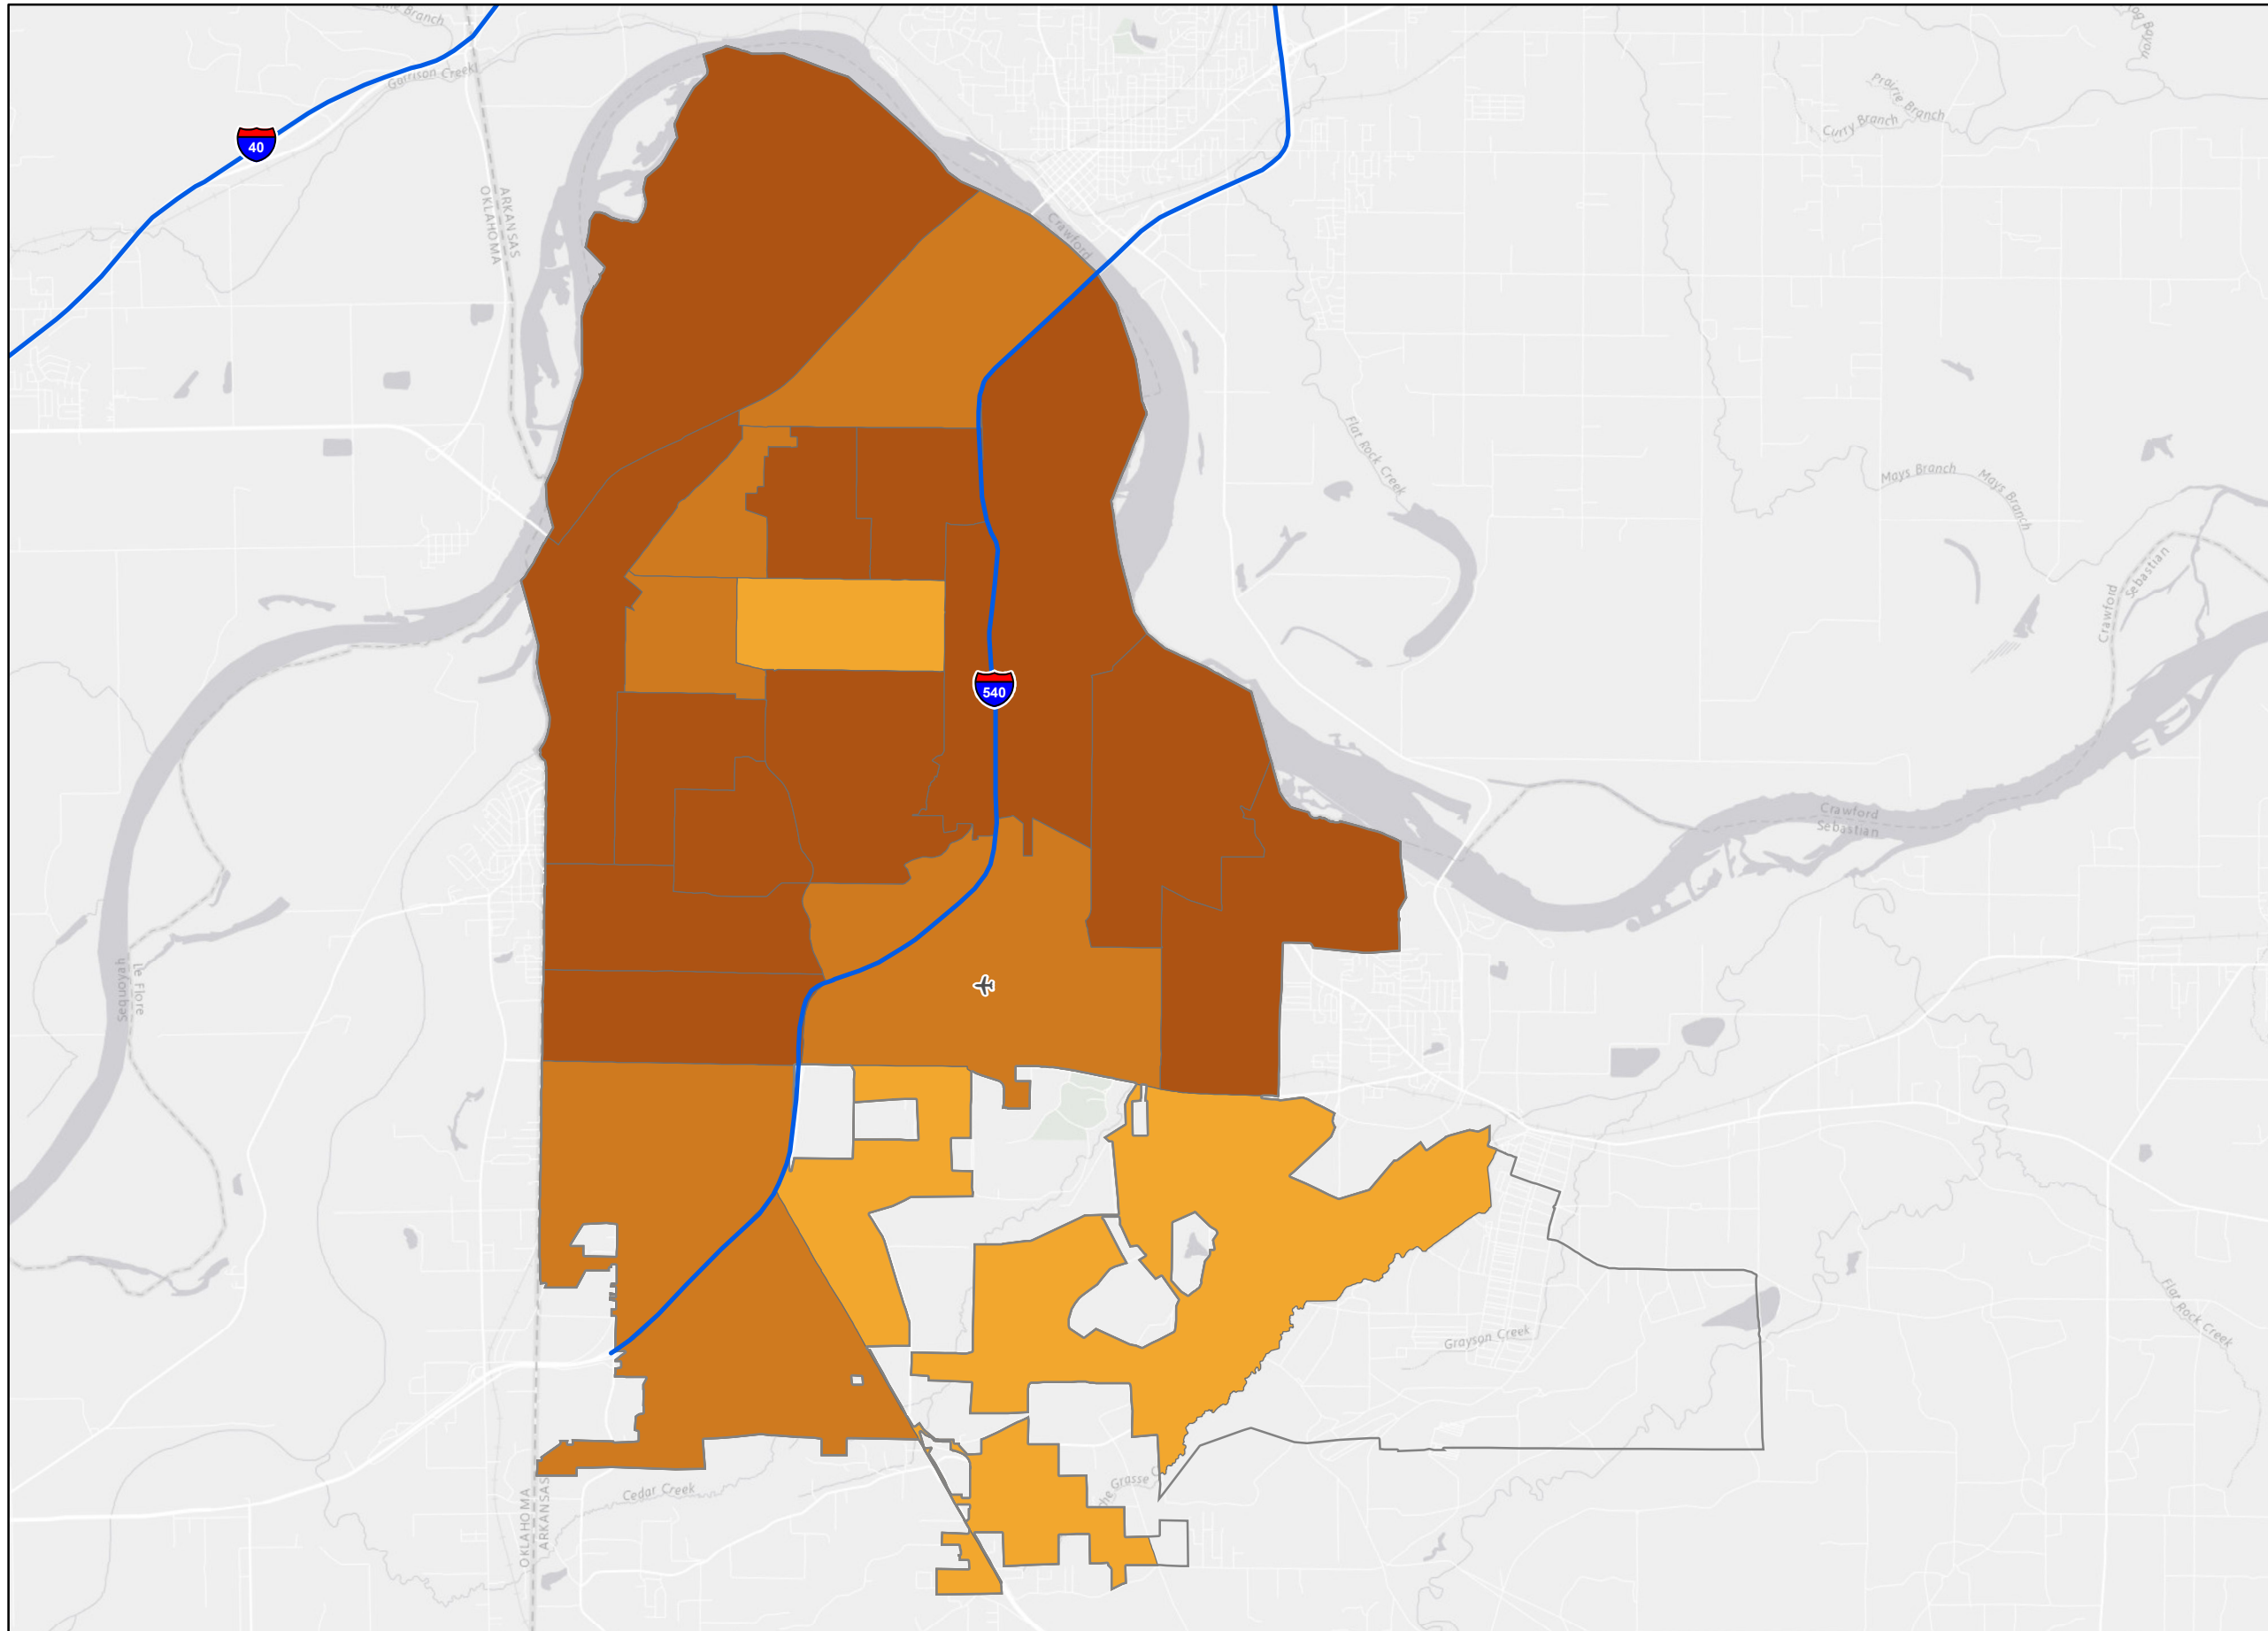 Garrison Creek
40
ARKANSAS
OKLAHOMA
Crawford
Prairie Branch
Curry Branch
Flat Rock Creek
Mays Branch
Mays Branch
Crawford
Sebastian
540
Crawford
Sebastian
Sequoyah
Le Flore
Grayson Creek
Flat Rock Creek
Cedar Creek
Grasse
OKLAHOMA
ARKANSAS